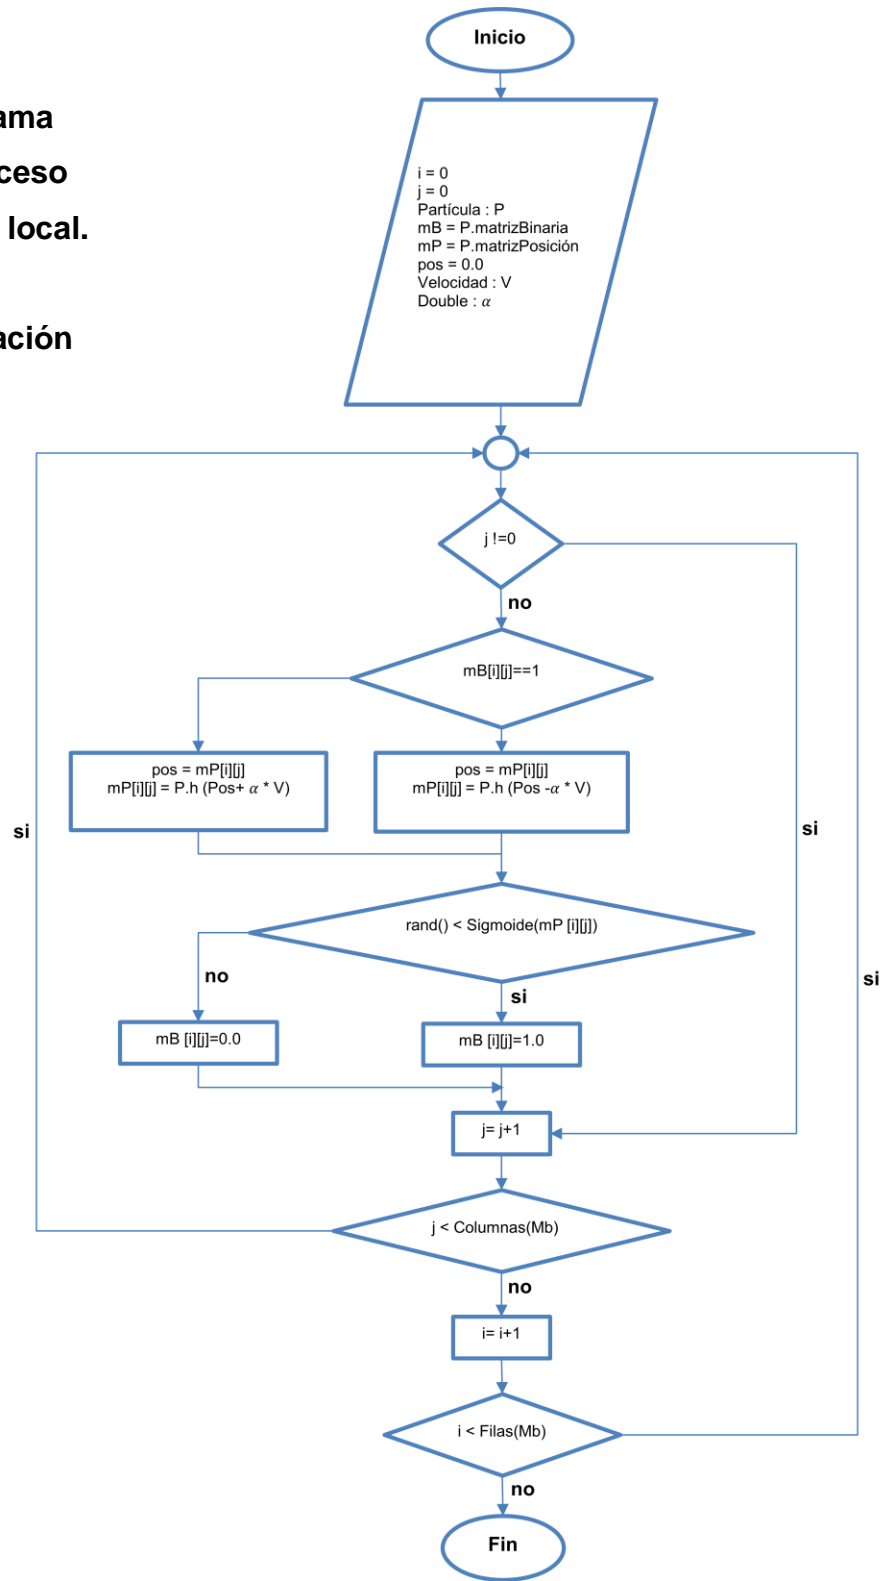 ama
ceso
local.
ación
Inicio
i = 0
j = 0
Partícula : P
mB = P.matrizBinaria
mP = P.matrizPosición
pos = 0.0
Velocidad : V
Double : α
j !=0
no
mB[i][j]==1
pos = mP[i][j]
mP[i][j] = P.h (Pos+ α * V)
pos = mP[i][j]
mP[i][j] = P.h (Pos -α * V)
si
si
rand() < Sigmoide(mP [i][j])
no
si
si
mB [i][j]=0.0
mB [i][j]=1.0
j= j+1
j < Columnas(Mb)
no
i= i+1
i < Filas(Mb)
no
Fin